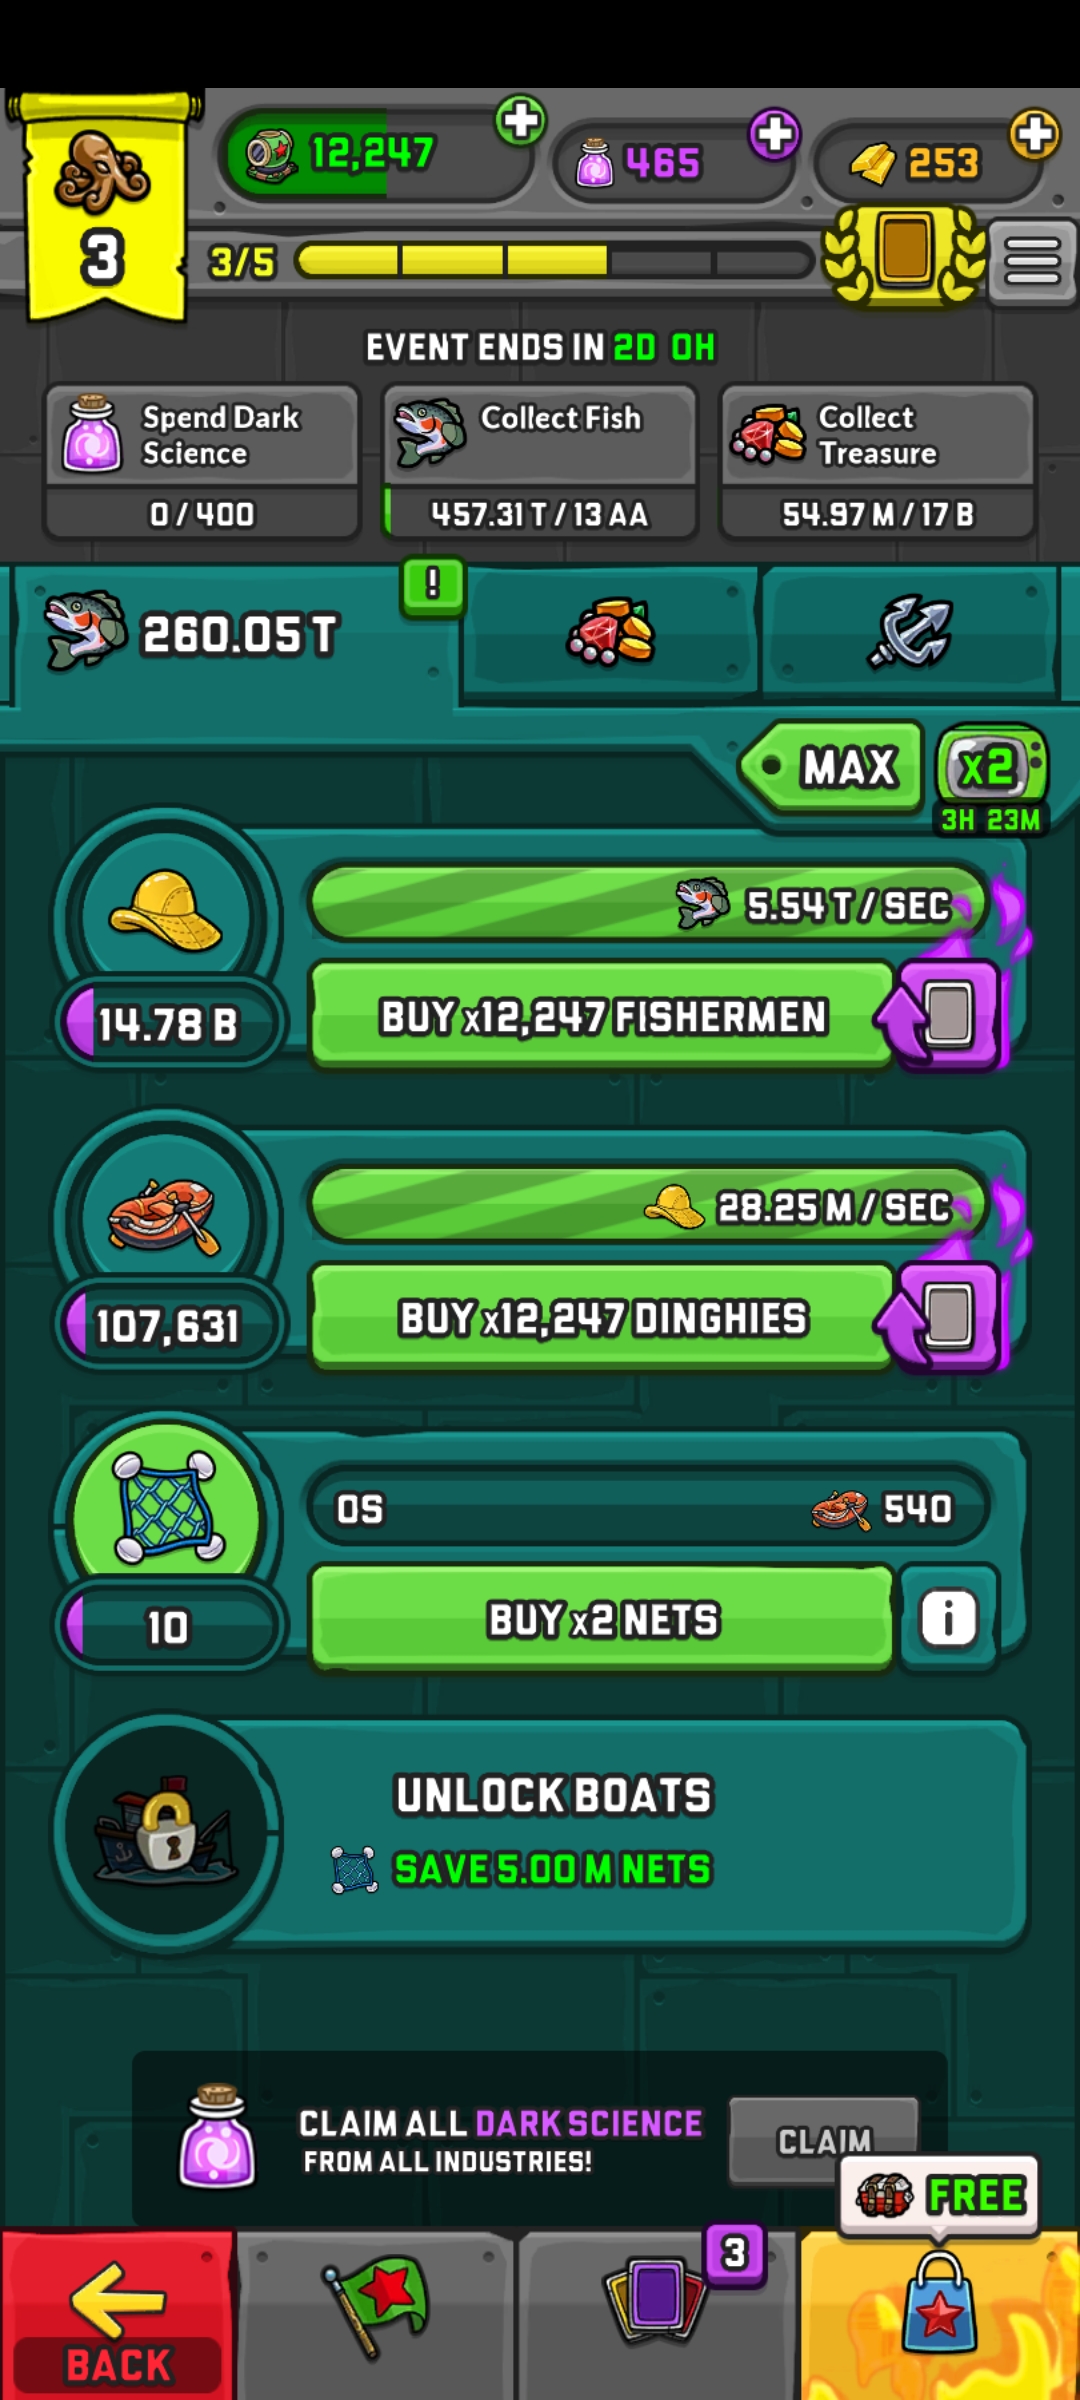 12,247
465
253
3
3/5
EVENT ENDS IN 2D 0H
Spend Dark
Science
0 / 400
Collect Fish
457.31 T / 13 AA
Collect
Treasure
54.97 M / 17 B
260.05 T
!
MAX
x2
3H 23M
5.54 T / SEC
14.78 B
BUY x12,247 FISHERMEN
28.25 M / SEC
107,631
BUY x12,247 DINGHIES
0S
540
10
BUY x2 NETS
i
UNLOCK BOATS
SAVE 5.00 M NETS
CLAIM ALL DARK SCIENCE
FROM ALL INDUSTRIES!
CLAIM
FREE
3
BACK